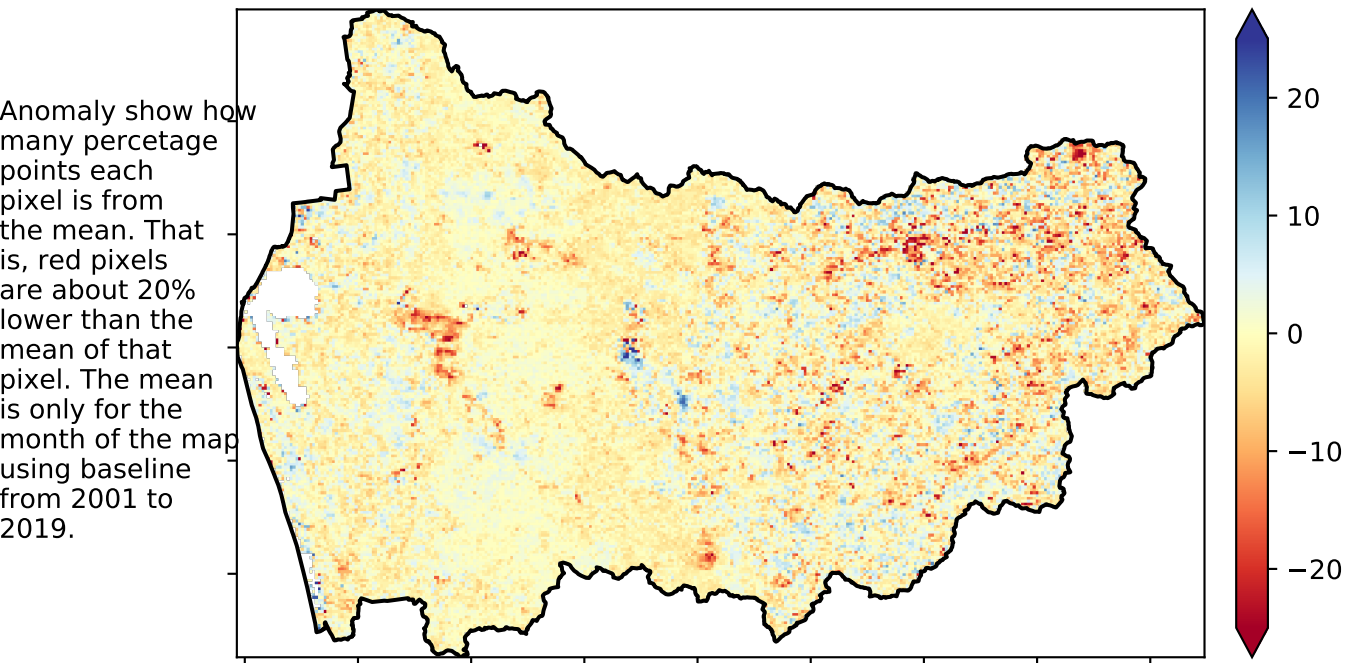 Anomaly show how
many percetage
points each
pixel is from
the mean. That
is, red pixels
are about 20%
lower than the
mean of that
pixel. The mean
is only for the
month of the map
using baseline
from 2001 to
2019.
20
10
0
−10
−20